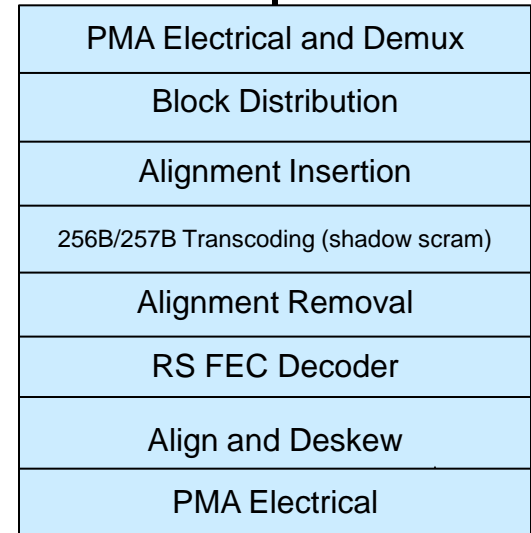 PMA Electrical and Demux
Block Distribution
Alignment Insertion
256B/257B Transcoding (shadow scram)
Alignment Removal
RS FEC Decoder
Align and Deskew
PMA Electrical